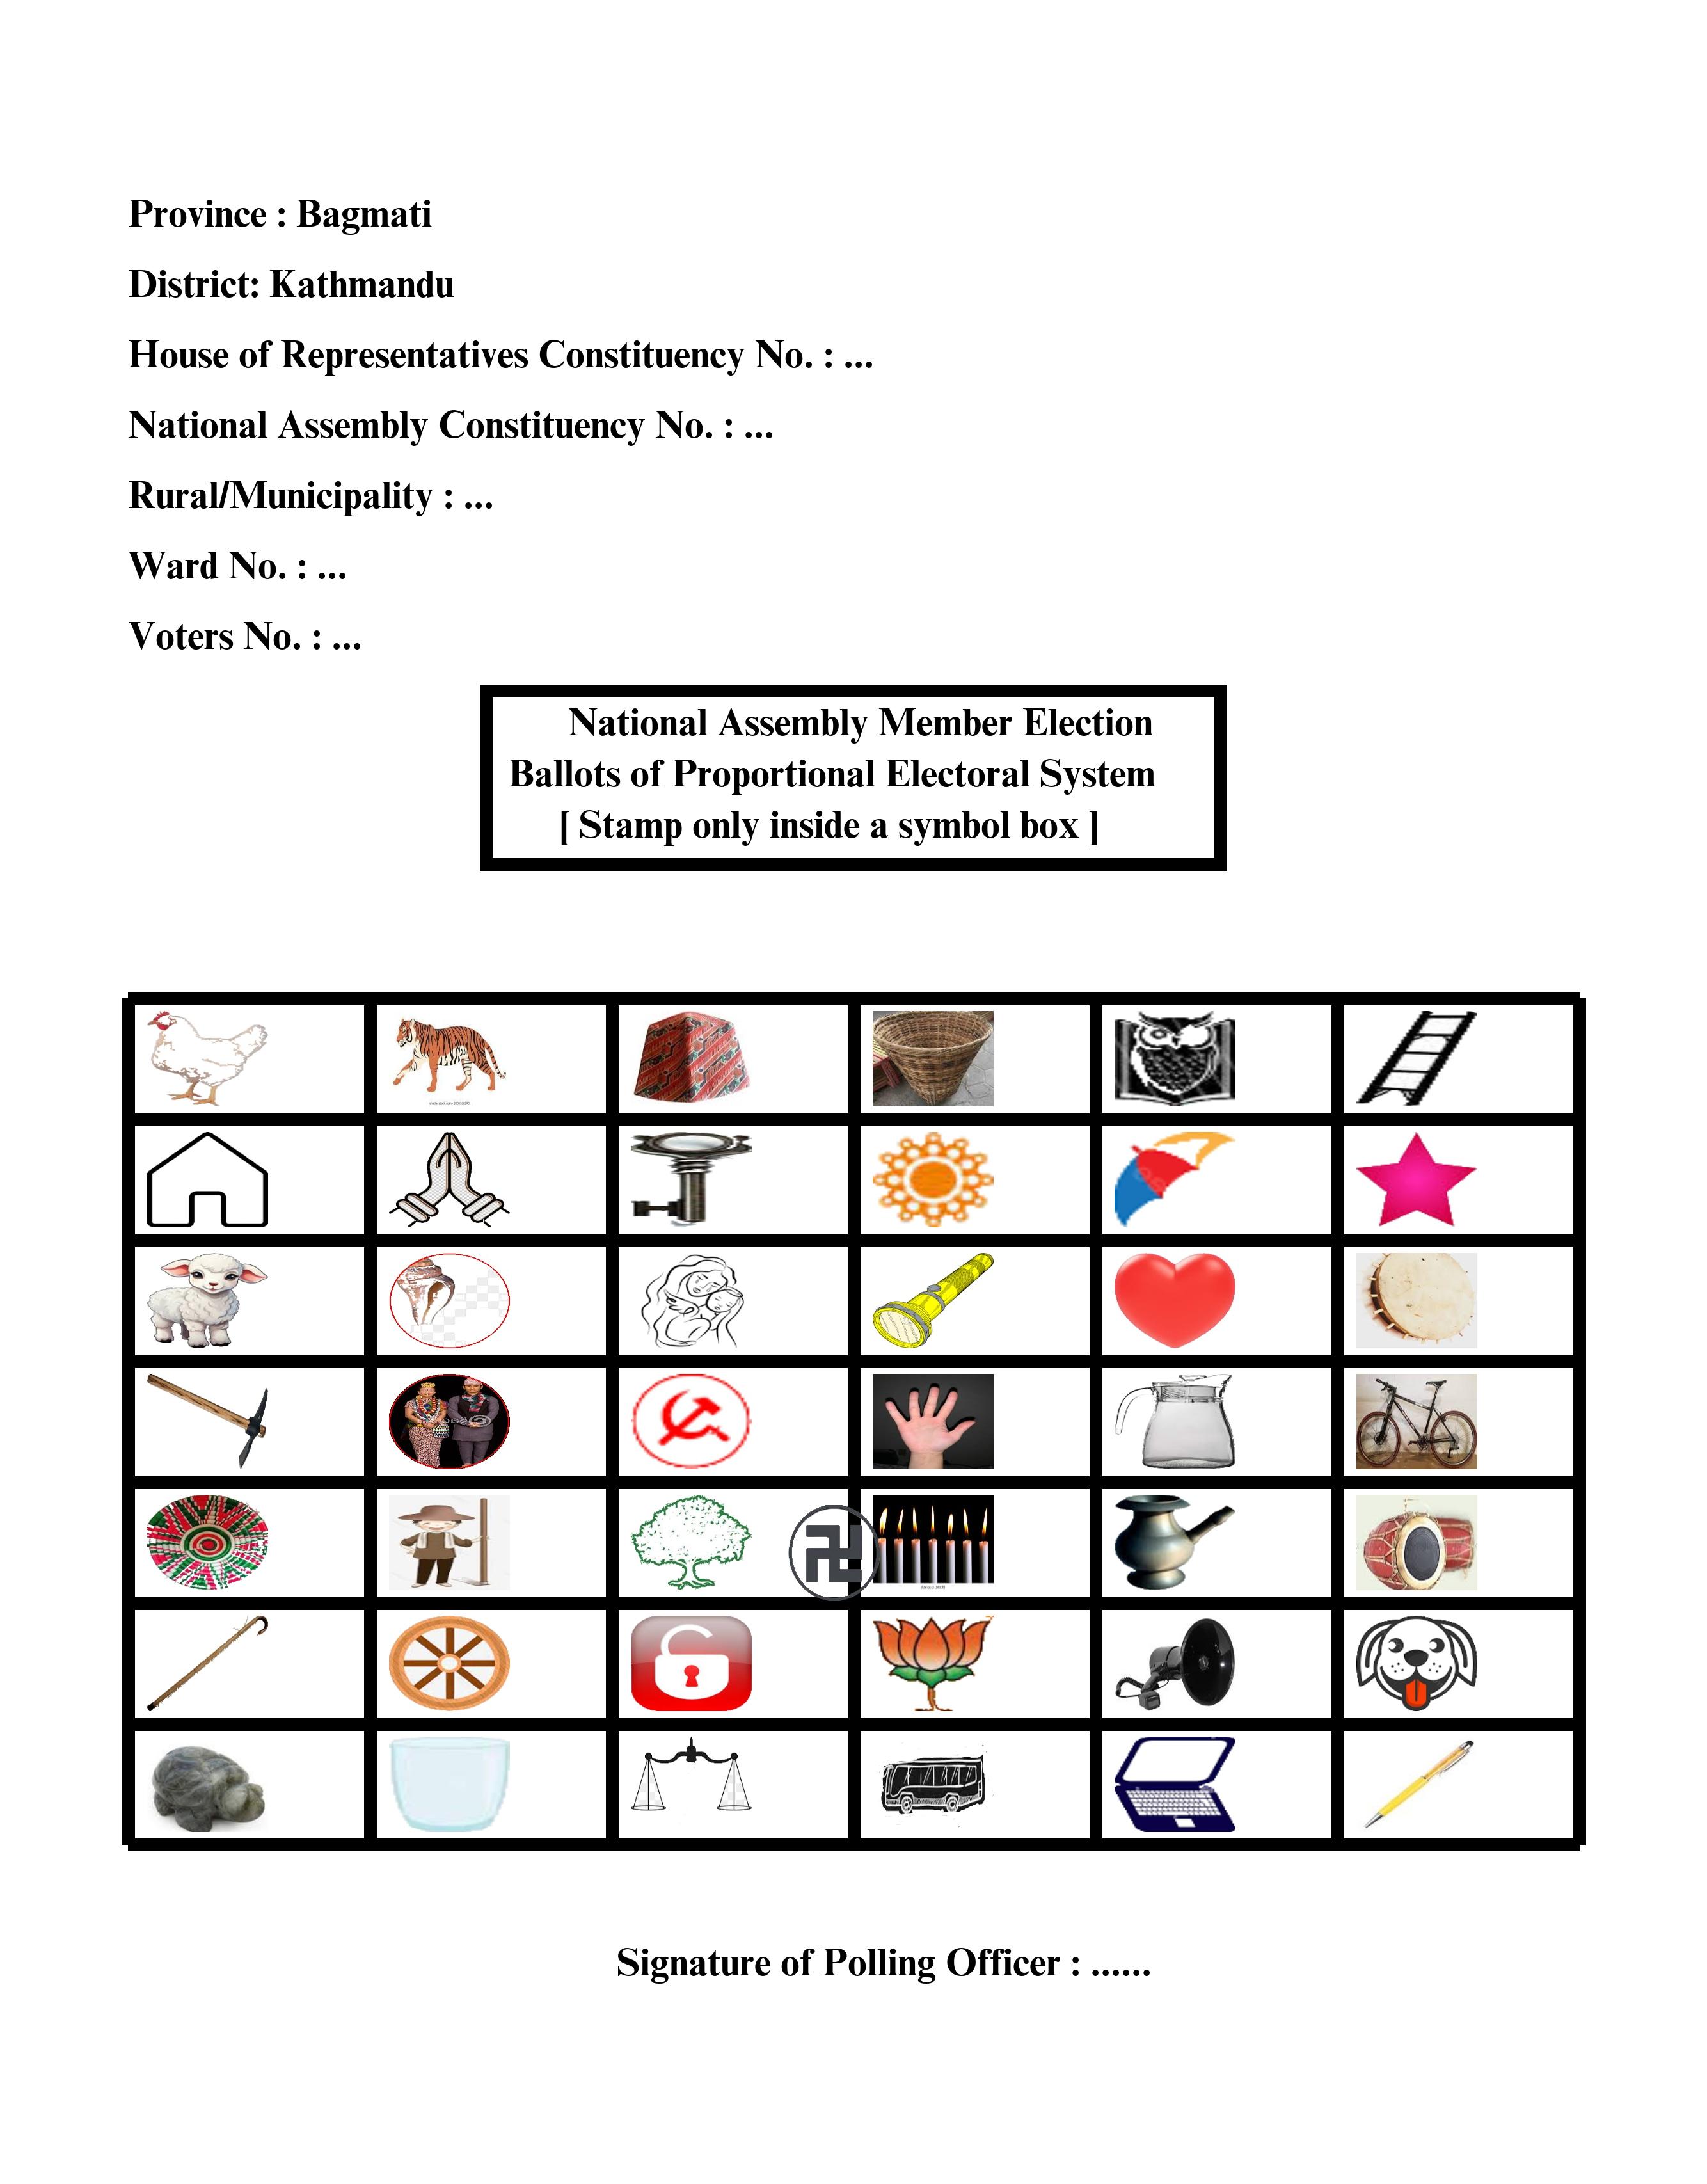 Province : Bagmati
District: Kathmandu
House of Representatives Constituency No. : ...
National Assembly Constituency No. : ...
Rural/Municipality : ...
Ward No. : ...
Voters No. : ...
National Assembly Member Election
Ballots of Proportional Electoral System
[ Stamp only inside a symbol box ]
Signature of Polling Officer : ......